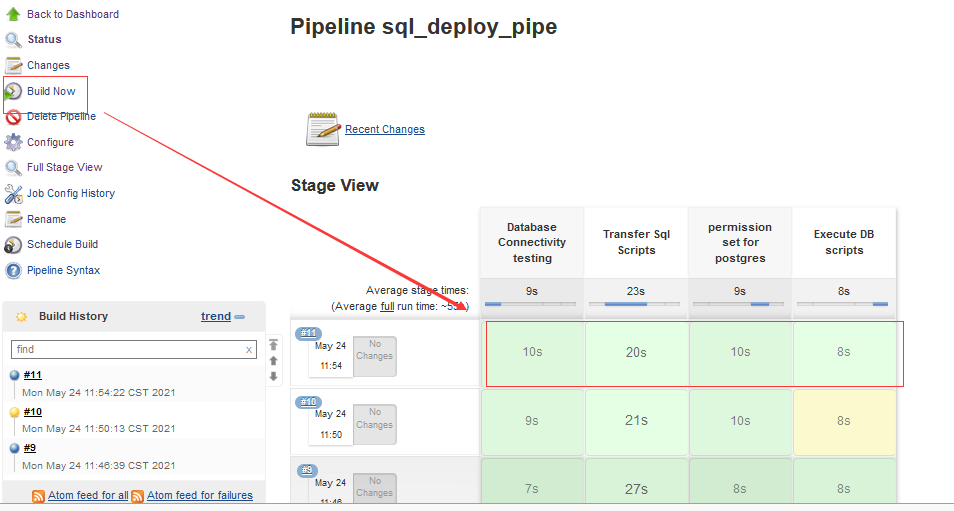 Back to Dashboard
Status
Changes
Build Now
Delete Pipeline
Configure
Full Stage View
Job Config History
Rename
Schedule Build
Pipeline Syntax
Build History
trend
find
x
#11
Mon May 24 11:54:22 CST 2021
#10
Mon May 24 11:50:13 CST 2021
#9
Mon May 24 11:46:39 CST 2021
Atom feed for all
Atom feed for failures
Pipeline sql_deploy_pipe
Recent Changes
Stage View
Database
Connectivity
testing
Transfer Sql
Scripts
permission
set for
postgres
Execute DB
scripts
Average stage times:
(Average full run time:
9s
23s
9s
8s
#11
May 24
11:54
No
Changes
10s
20s
10s
8s
#10
May 24
11:50
No
Changes
9s
21s
10s
8s
#9
May 24
11:46
No
Changes
7s
27s
8s
8s